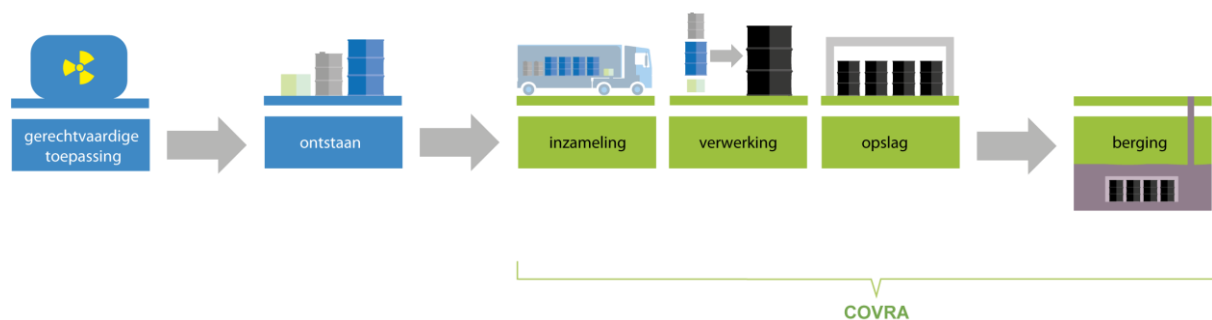 gerechtvaardige
toepassing
ontstaan
inzameling
verwerking
opslag
berging
COVRA